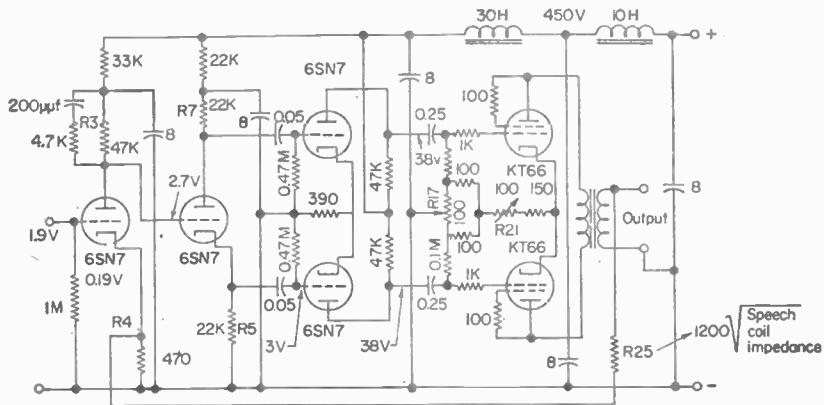 30H
450V
10H
+
33K
22K
6SN7
8
100
200µµf
R3
R7
22K
0.05
0.25
4.7K
47K
8
8
0.47M
47K
38v
1K
KT66
2.7V
390
R17
100
100
100
150
R21
Output
8
1.9V
6SN7
0.19V
6SN7
0.47M
47K
100
KT66
0.1M
1K
1M
0.05
6SN7
0.25
R4
22K
R5
3V
38V
100
470
8
R25
1200√
Speech
coil
impedance
-